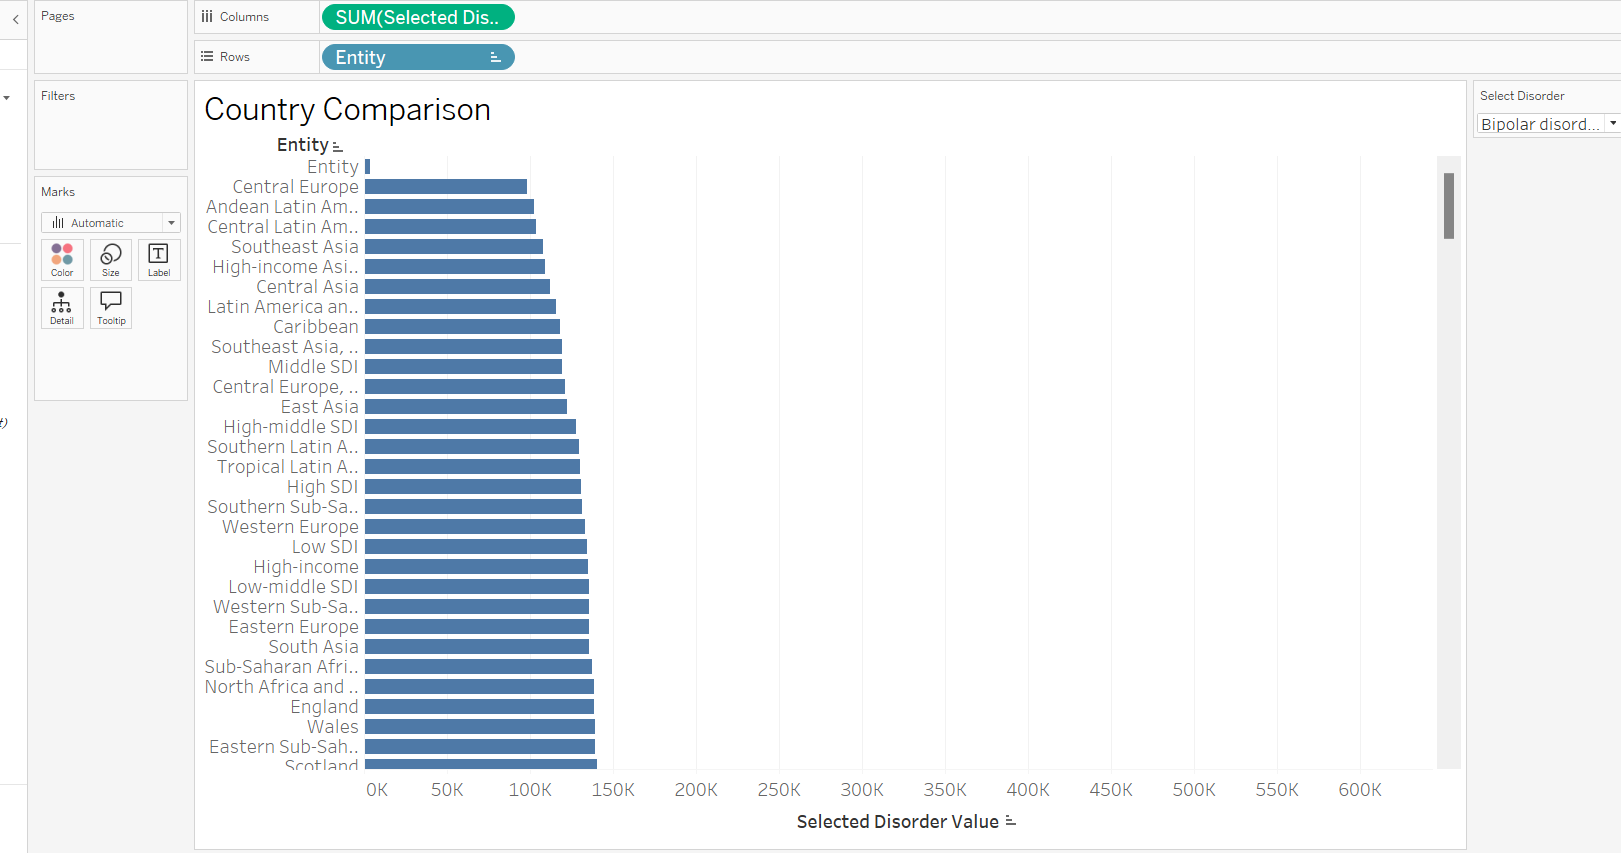 Pages
Columns
SUM(Selected Dis..
Rows
Entity
Filters
Marks
Automatic
Color
Size
Label
Detail
Tooltip
t)
Country Comparison
Entity
Entity
Central Europe
Andean Latin Am..
Central Latin Am..
Southeast Asia
High-income Asi..
Central Asia
Latin America an..
Caribbean
Southeast Asia, ..
Middle SDI
Central Europe, ..
East Asia
High-middle SDI
Southern Latin A..
Tropical Latin A..
High SDI
Southern Sub-Sa..
Western Europe
Low SDI
High-income
Low-middle SDI
Western Sub-Sa..
Eastern Europe
South Asia
Sub-Saharan Afri..
North Africa and ..
England
Wales
Eastern Sub-Sah..
Scotland
0K 50K 100K 150K 200K 250K 300K 350K 400K 450K 500K 550K 600K
Selected Disorder Value
Select Disorder
Bipolar disord...